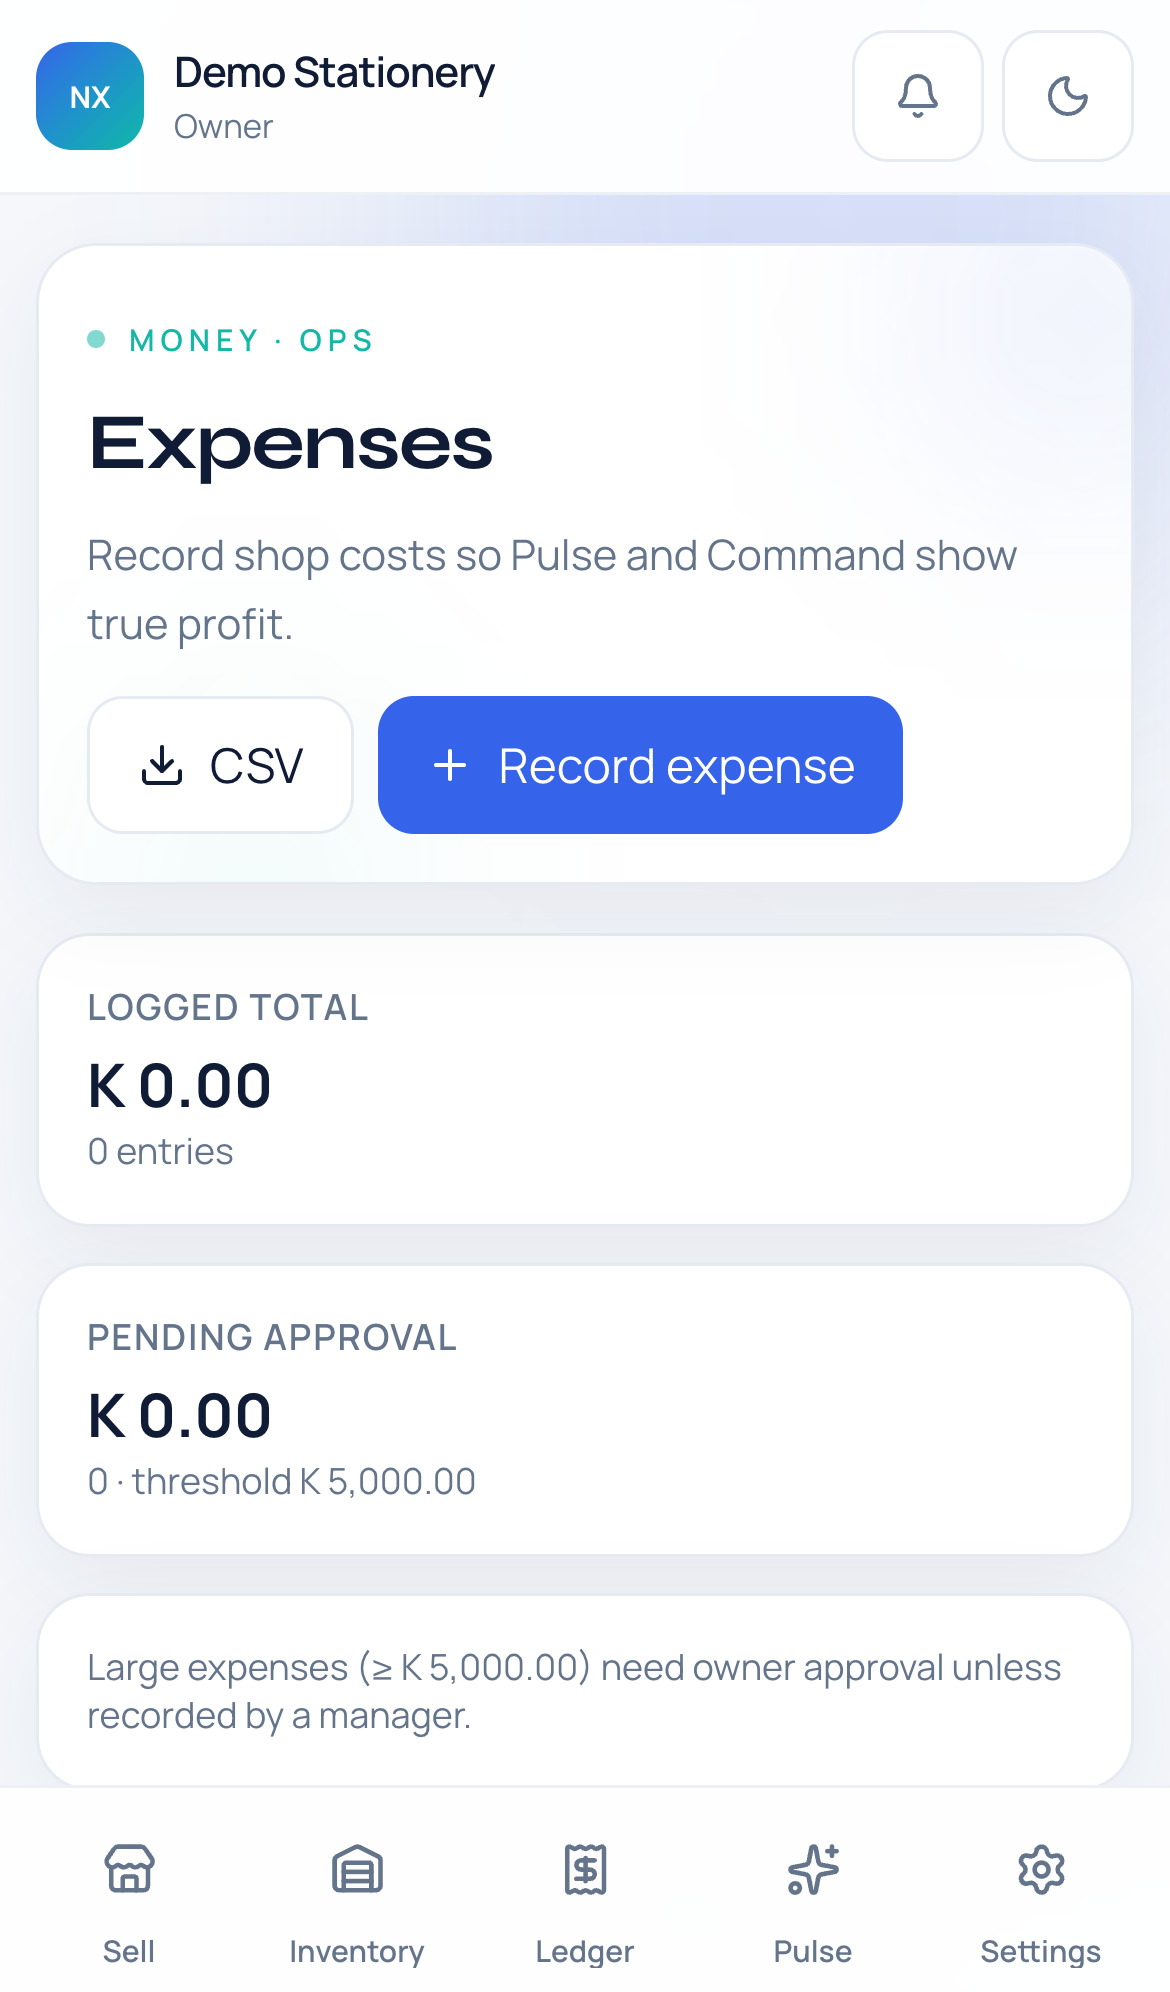 NX
Demo Stationery
Owner
MONEY · OPS
Expenses
Record shop costs so Pulse and Command show
true profit.
CSV
Record expense
LOGGED TOTAL
K 0.00
0 entries
PENDING APPROVAL
K 0.00
0 · threshold K 5,000.00
Large expenses (≥ K 5,000.00) need owner approval unless
recorded by a manager.
Sell
Inventory
Ledger
Pulse
Settings